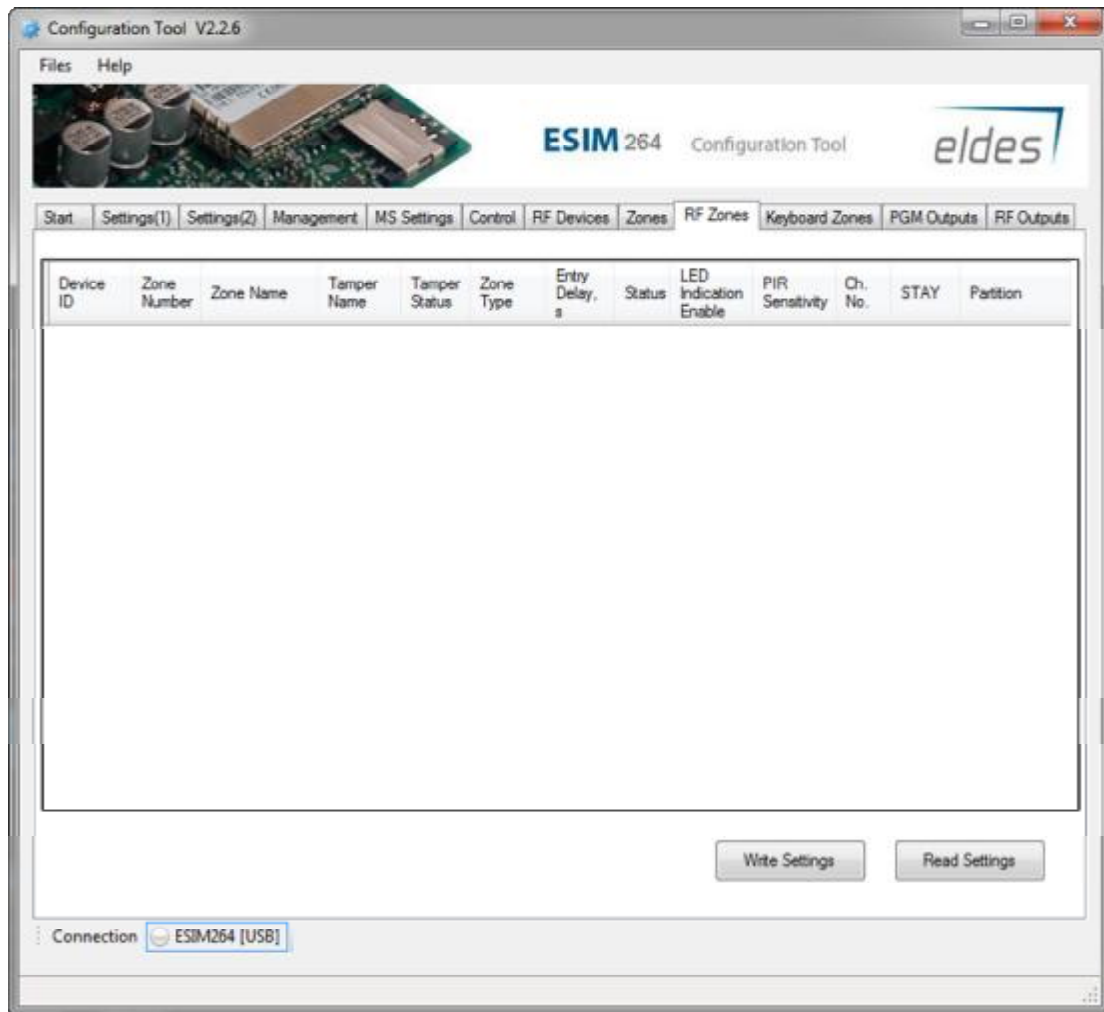 Configuration Tool V2.2.6
Files Help
ESIM 264 Configuration Tool eldes
Start Settings(1) Settings(2) Management MS Settings Control RF Devices Zones RF Zones Keyboard Zones PGM Outputs RF Outputs
Device ID Zone Number Zone Name Tamper Name Tamper Status Zone Type Entry Delay, s Status LED Indication Enable PIR Sensitivity Ch. No. STAY Partition
Write Settings Read Settings
Connection ESIM264 [USB]